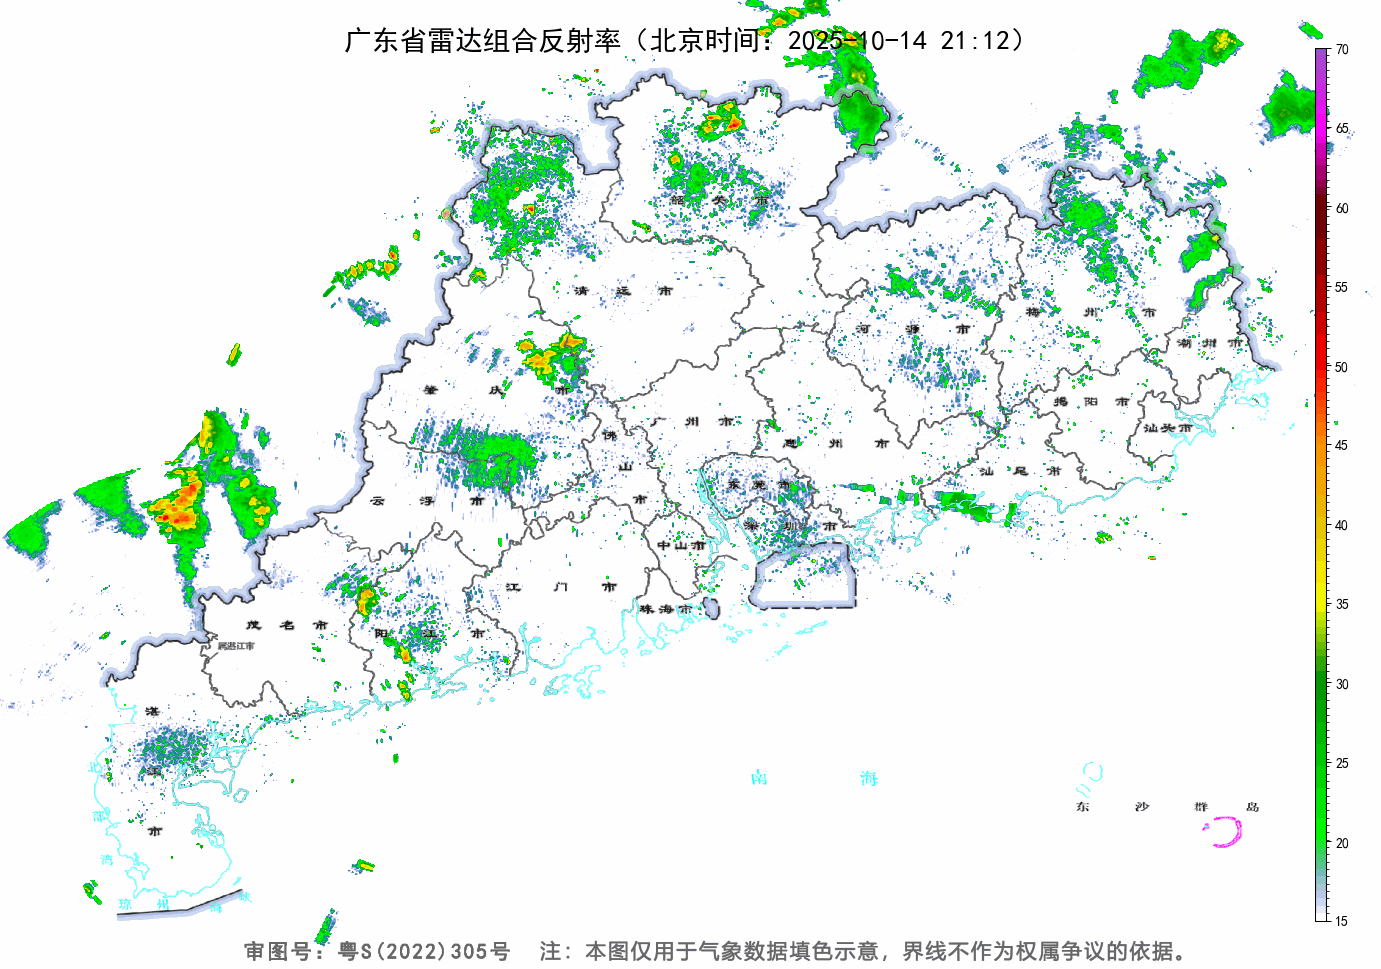 广东省雷达组合反射率（北京时间：2025-10-14 21:12）
70
65
60
55
50
45
40
35
30
25
20
15
韶 关 市
清 远 市
河 源 市
梅 州 市
潮 州 市
肇 庆 市
揭 阳 市
汕头市
广 州 市
佛 山 市
惠 州 市
汕 尾 市
云 浮 市
东 莞 市
深 圳 市
中山市
江 门 市
珠海市
茂 名 市
阳 江 市
属湛江市
湛 江 市
北 部 湾
琼 州 海 峡
南 海
东 沙 群 岛
审图号：粤S(2022)305号 注：本图仅用于气象数据填色示意，界线不作为权属争议的依据。